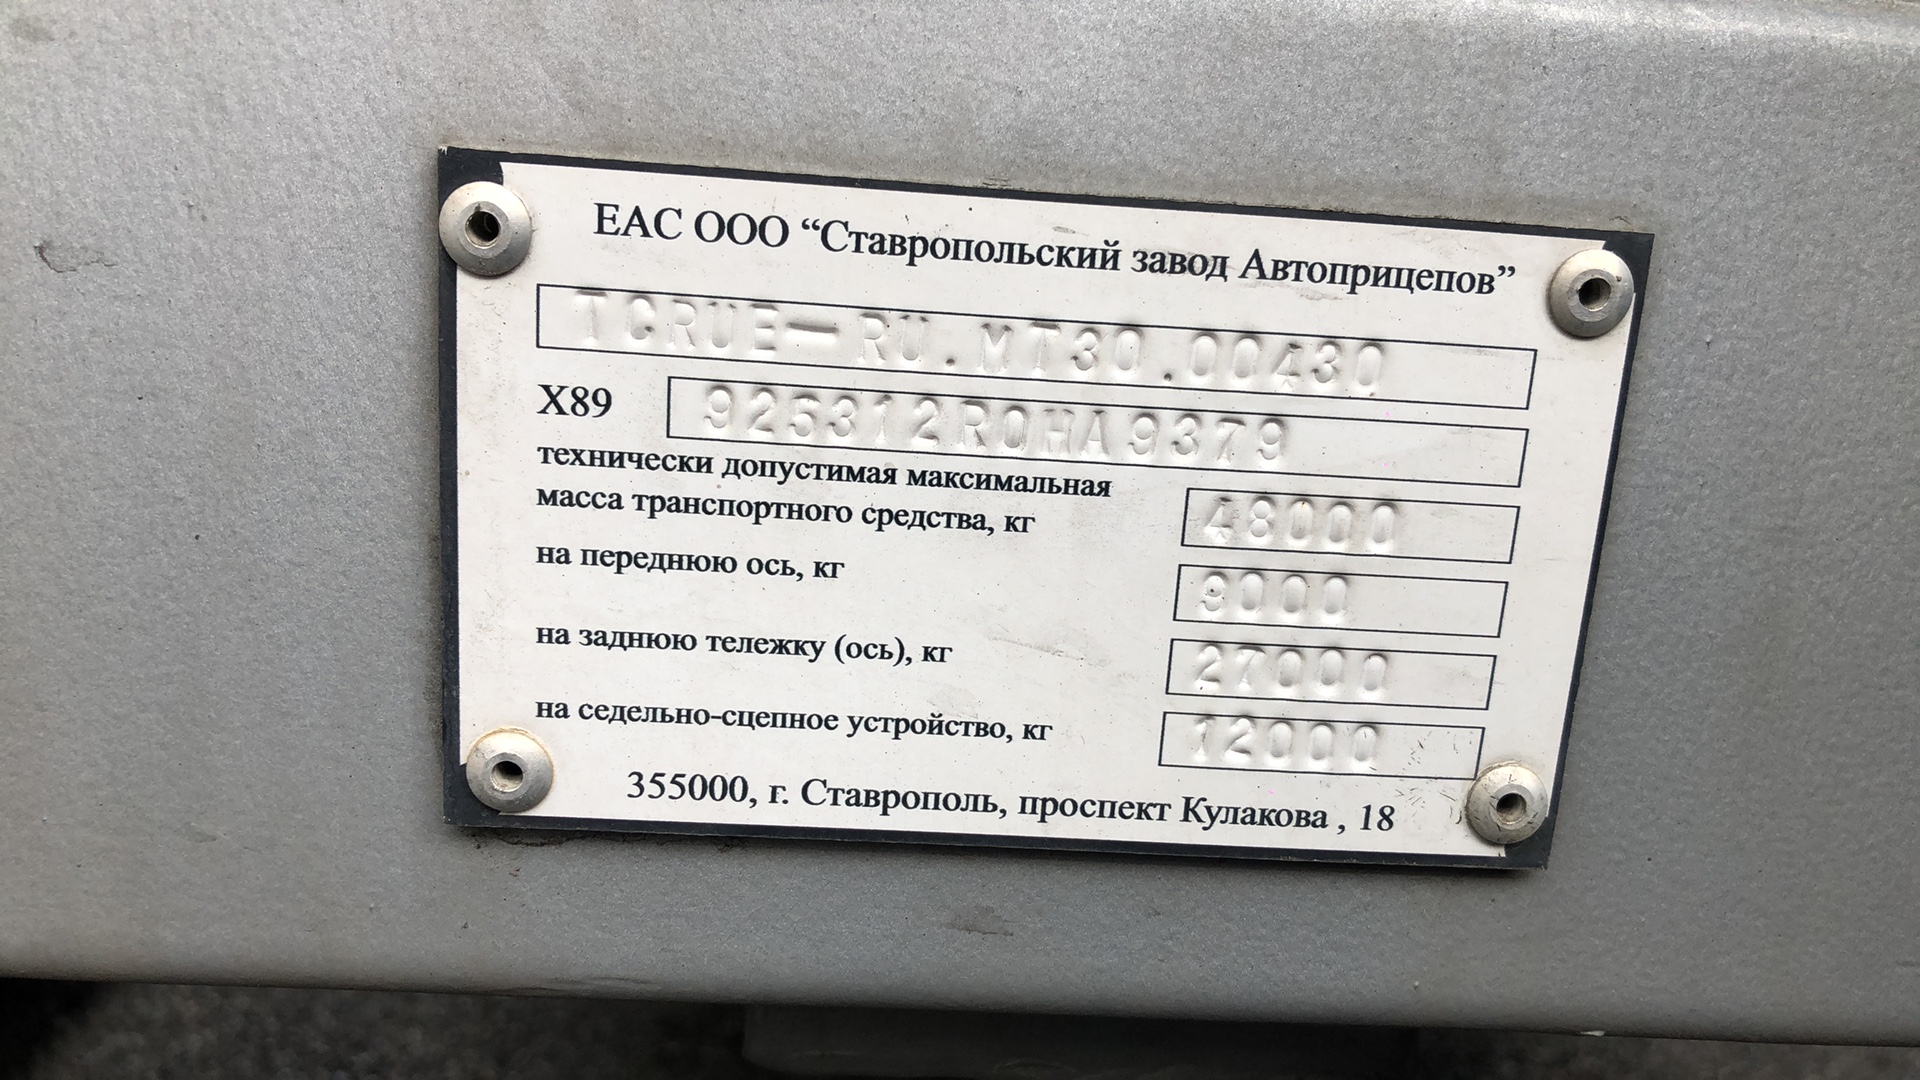 ЕАС ООО “Ставропольский завод Автоприцепов”
TCRUE-RU.MT30.00430
X89 925312R0HA9379
технически допустимая максимальная
масса транспортного средства, кг 48000
на переднюю ось, кг 9000
на заднюю тележку (ось), кг 27000
на седельно-сцепное устройство, кг 12000
355000, г. Ставрополь, проспект Кулакова , 18